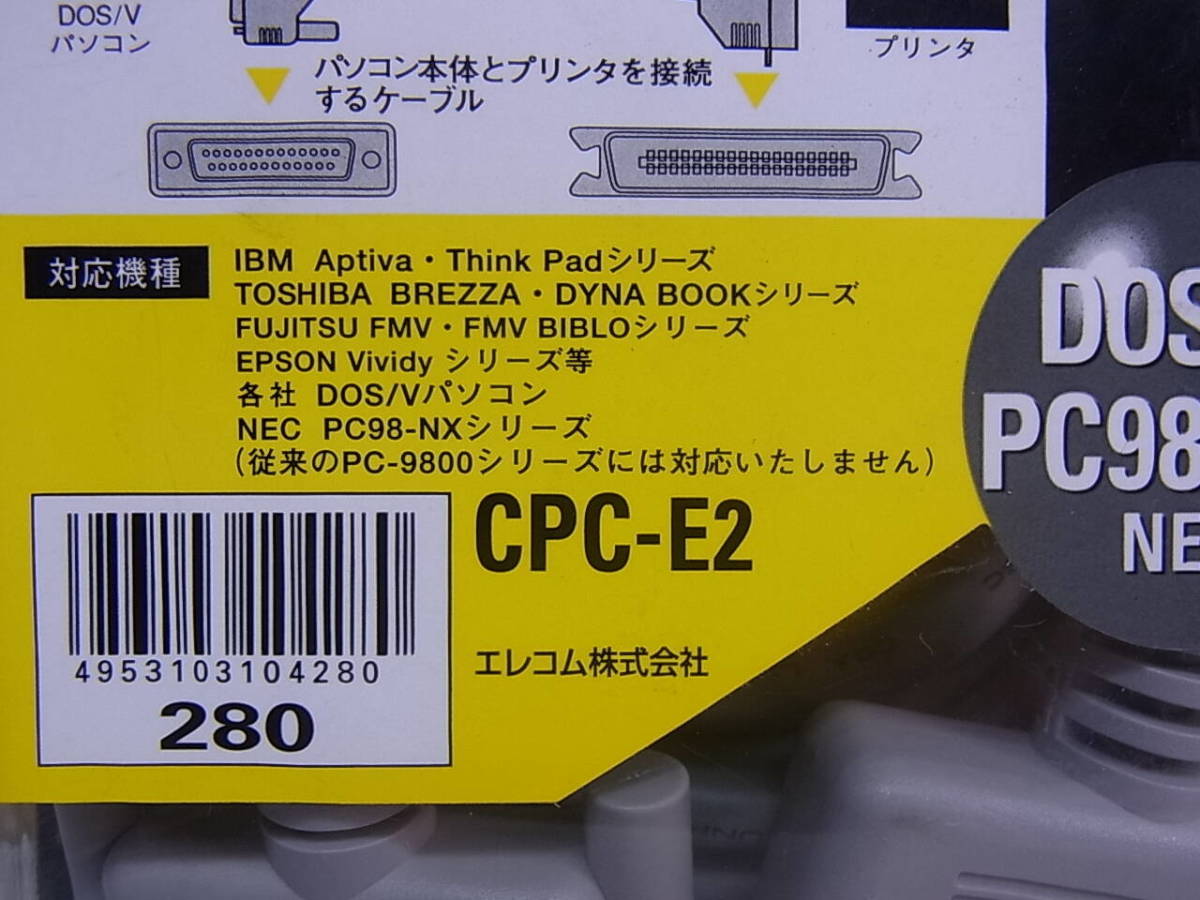 DOS/V
パソコン
プリンタ
パソコン本体とプリンタを接続
するケーブル
対応機種
IBM Aptiva・Think Padシリーズ
TOSHIBA BREZZA・DYNA BOOKシリーズ
FUJITSU FMV・FMV BIBLOシリーズ
EPSON Vividy シリーズ等
各社 DOS/Vパソコン
NEC PC98-NXシリーズ
(従来のPC-9800シリーズには対応いたしません)
DOS
PC98
NE
CPC-E2
4953103104280
280
エレコム株式会社